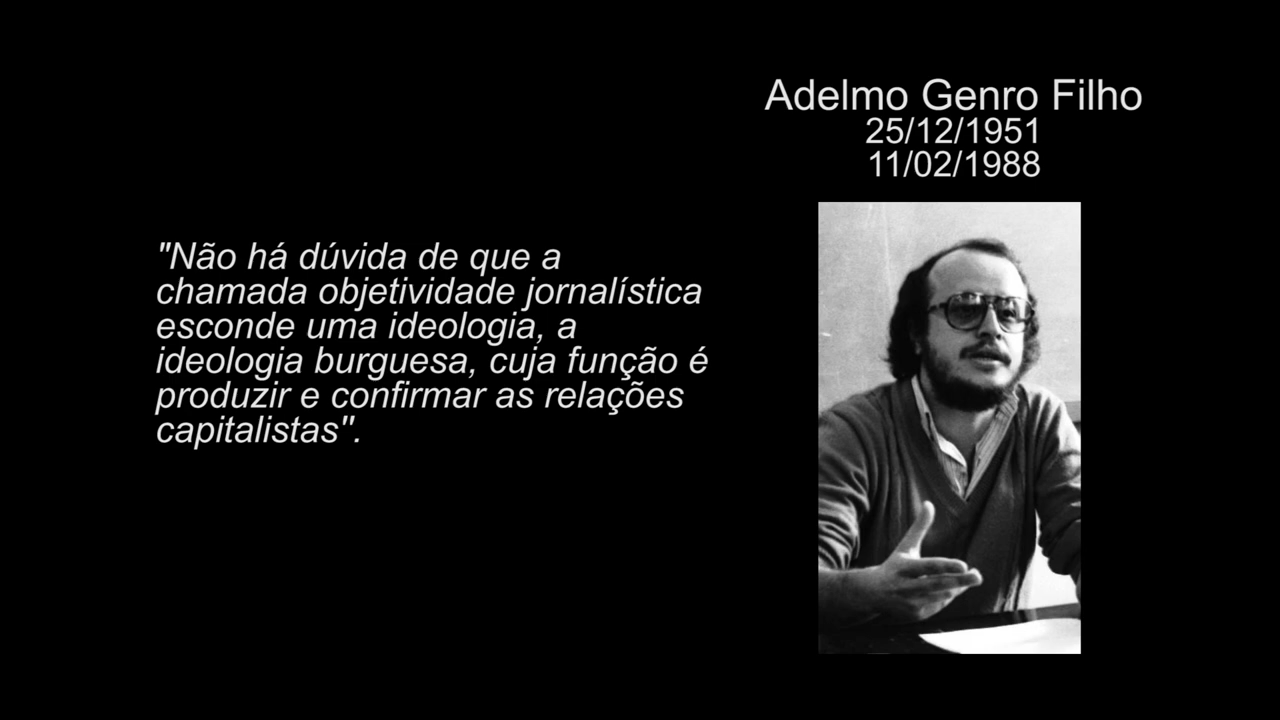 Adelmo Genro Filho
25/12/1951
11/02/1988
"Não há dúvida de que a
chamada objetividade jornalística
esconde uma ideologia, a
ideologia burguesa, cuja função é
produzir e confirmar as relações
capitalistas".